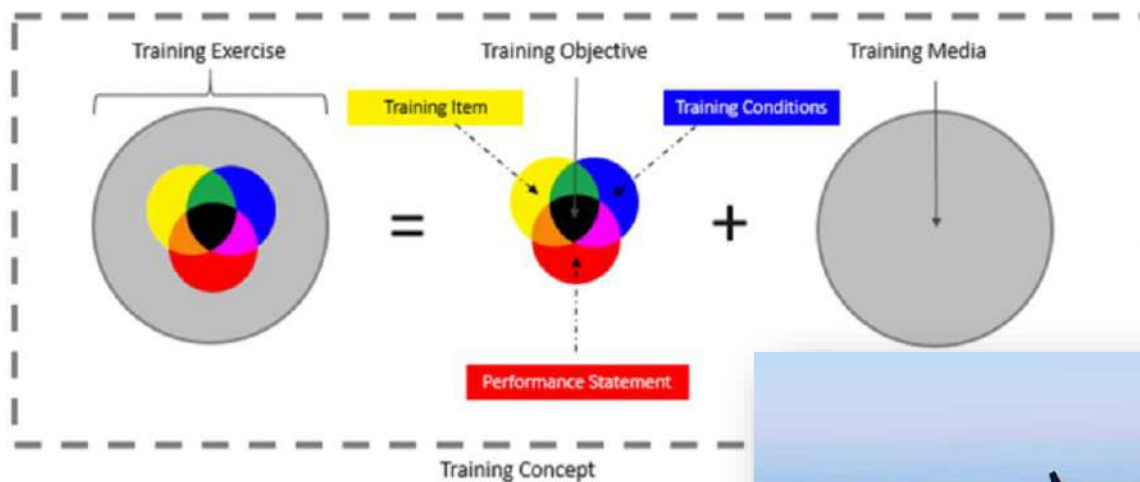 Training Exercise
Training Objective
Training Media
Training Item
Training Conditions
=
+
Performance Statement
Training Concept